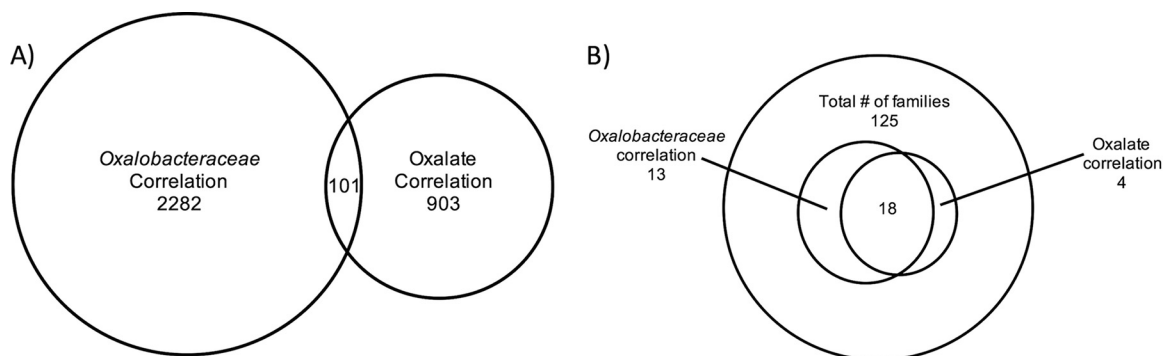 A)
Oxalobacteraceae
Correlation
2282
101
Oxalate
Correlation
903
B)
Total # of families
125
Oxalobacteraceae
correlation
13
18
Oxalate
correlation
4